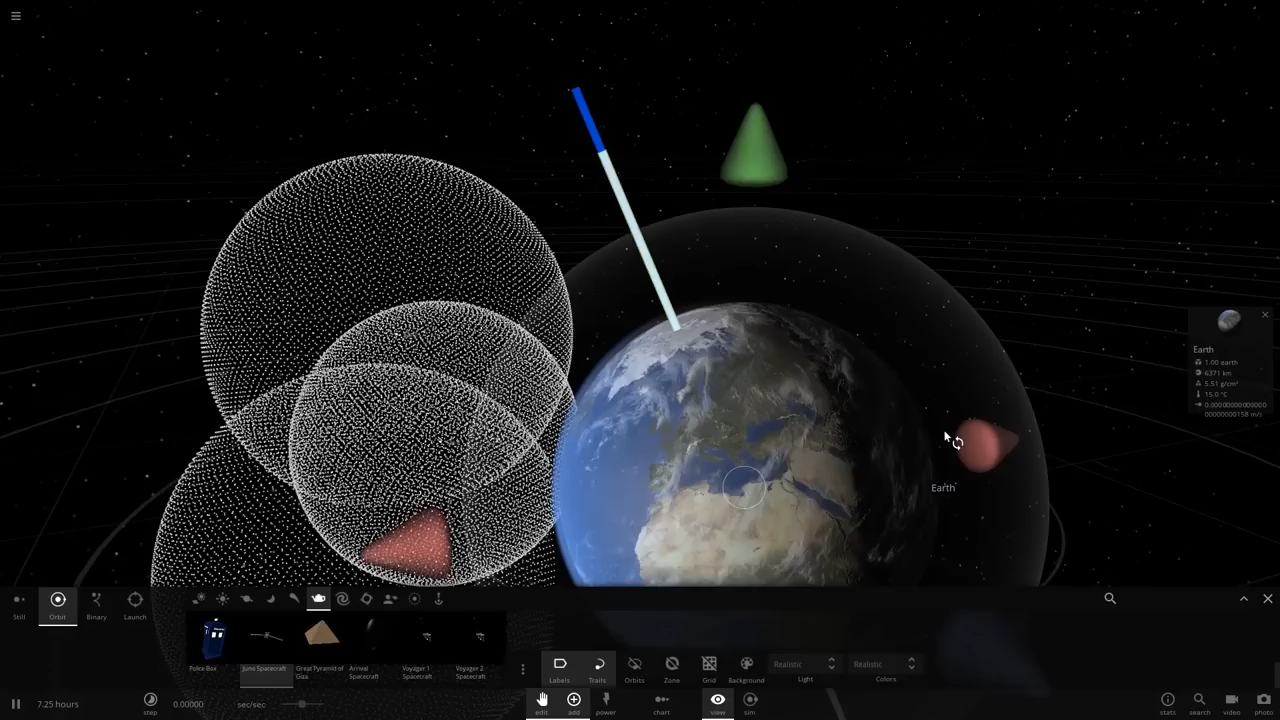 Earth
1.00 earth
6371 km
5.51 g/cm³
15.0 °C
0.0000000000000
00000000158 m/s
Earth
Still
Orbit
Binary
Launch
Police Box
Juno Spacecraft
Great Pyramid of Giza
Arrival Spacecraft
Voyager 1 Spacecraft
Voyager 2 Spacecraft
Labels
Trails
Orbits
Zone
Grid
Background
Realistic
Light
Realistic
Colors
7.25 hours
step
0.00000
sec/sec
edit
add
power
chart
view
sim
stats
search
video
photo